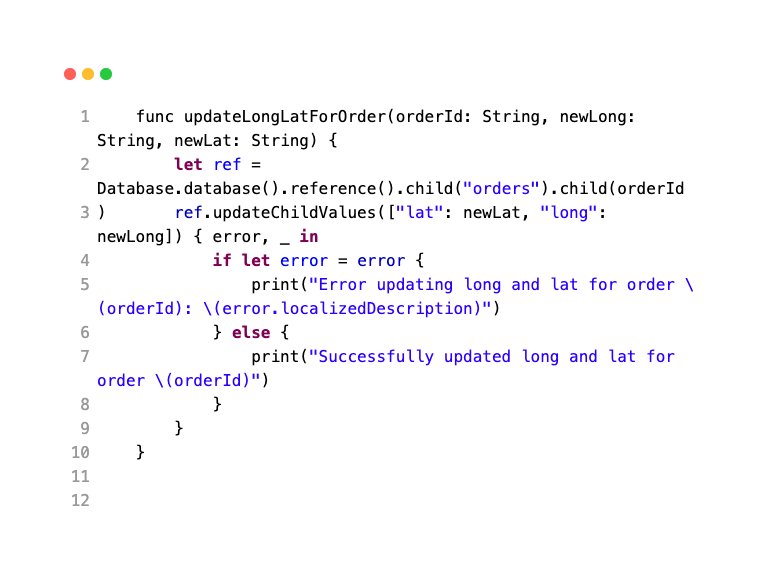 1    func updateLongLatForOrder(orderId: String, newLong:
String, newLat: String) {
2        let ref =
Database.database().reference().child("orders").child(orderId
3 )       ref.updateChildValues(["lat": newLat, "long":
newLong]) { error, _ in
4            if let error = error {
5                print("Error updating long and lat for order \
(orderId): \(error.localizedDescription)")
6            } else {
7                print("Successfully updated long and lat for
order \(orderId)")
8            }
9        }
10    }
11
12